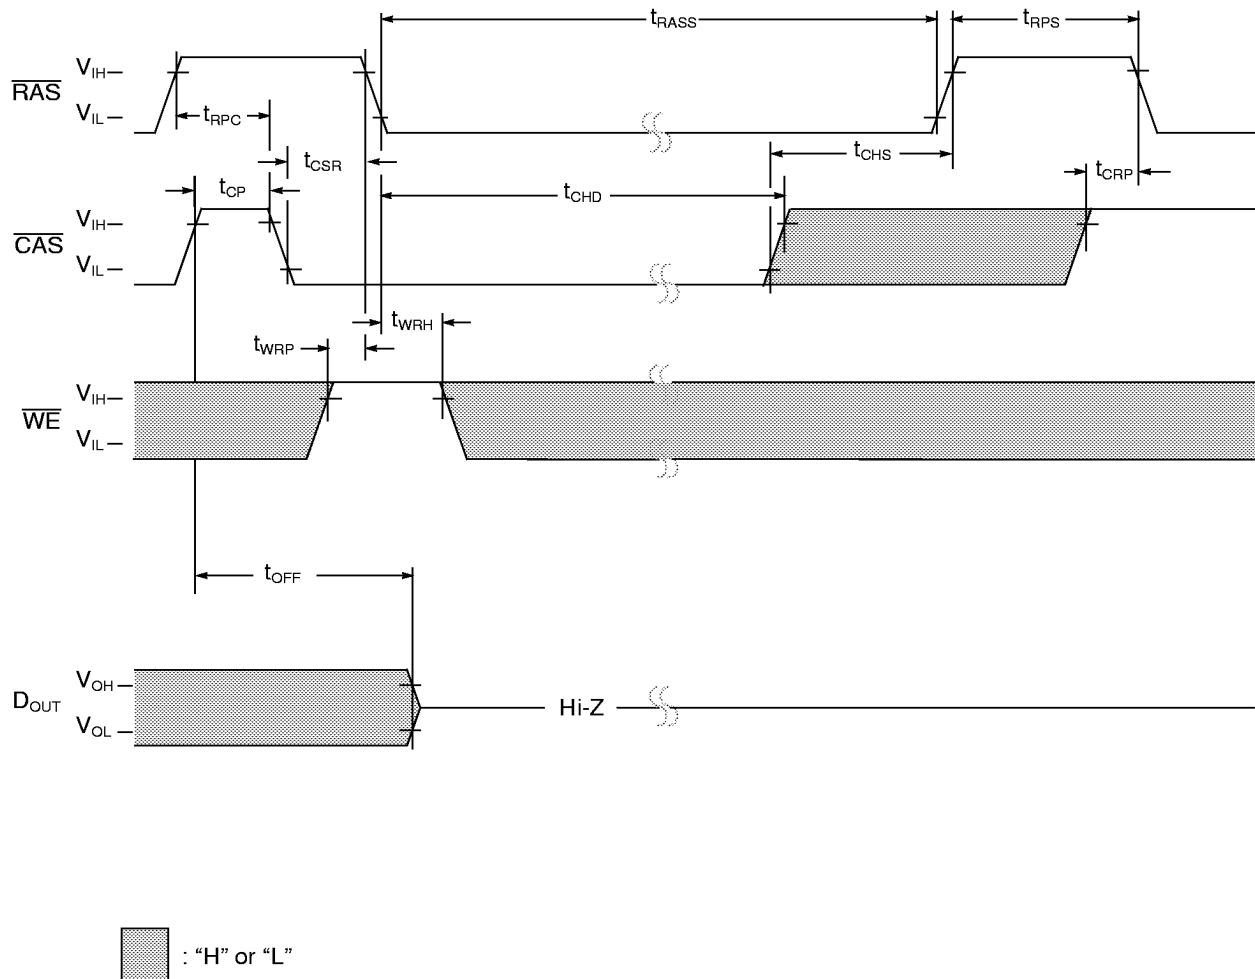 tRASS
tRPS
RAS
VIH
VIL
tRPC
tCSR
tCHS
tCP
tCHD
tCRP
CAS
VIH
VIL
tWRH
tWRP
WE
VIH
VIL
tOFF
DOUT
VOH
VOL
Hi-Z
: “H” or “L”